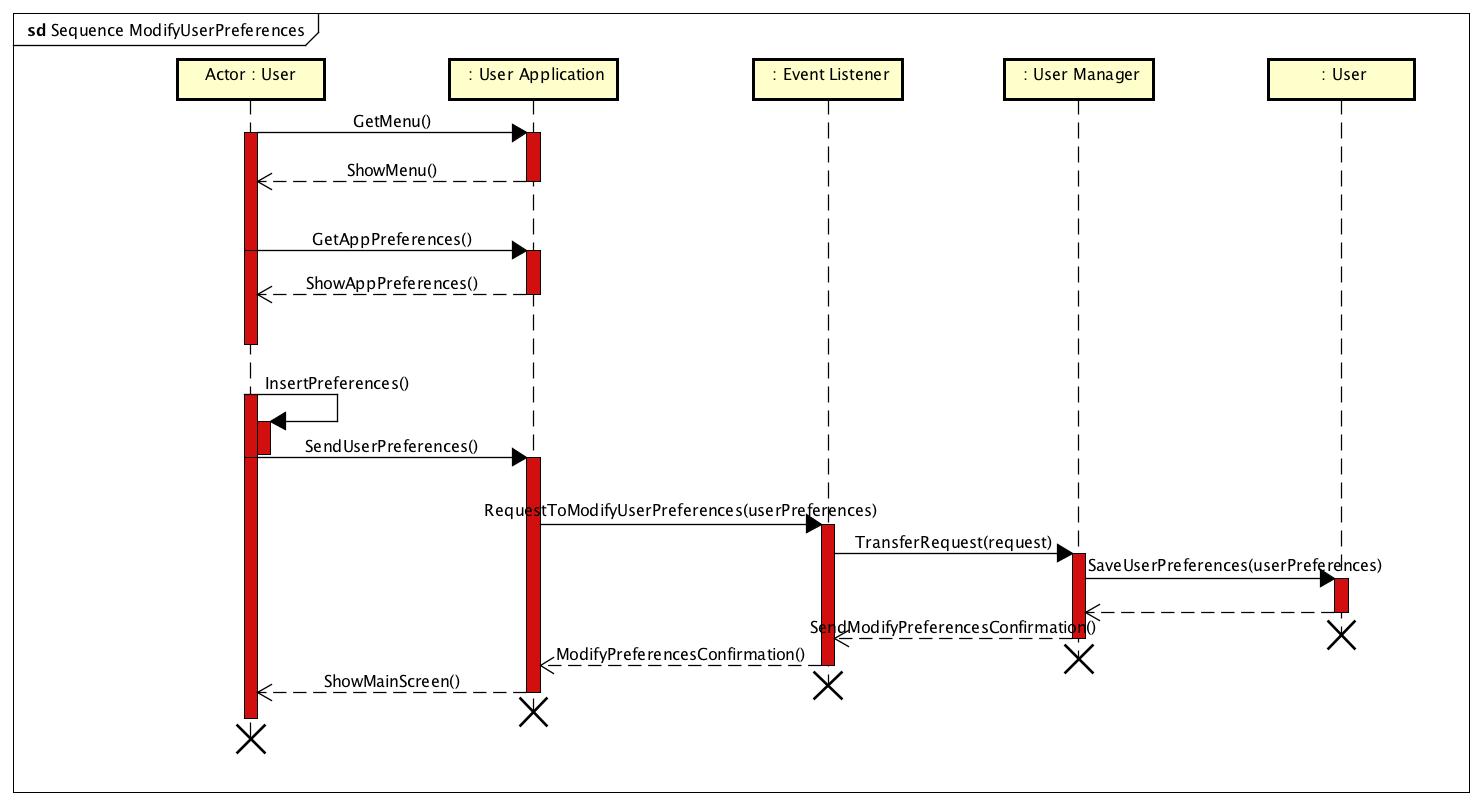 sd Sequence ModifyUserPreferences
Actor : User
: User Application
: Event Listener
: User Manager
: User
GetMenu()
ShowMenu()
GetAppPreferences()
ShowAppPreferences()
InsertPreferences()
SendUserPreferences()
RequestToModifyUserPreferences(userPreferences)
TransferRequest(request)
SaveUserPreferences(userPreferences)
SendModifyPreferencesConfirmation()
ModifyPreferencesConfirmation()
ShowMainScreen()